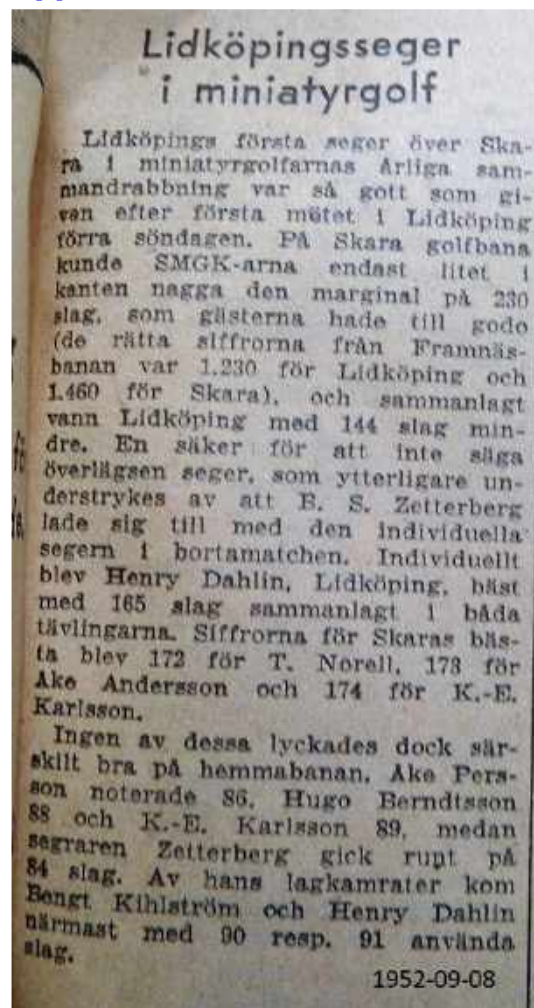 Lidköpingsseger
i miniatyrgolf
Lidköpings första seger över Ska-
ra i miniatyrgolfarnas årliga sam-
mandrabbning var så gott som gi-
ven efter första mötet i Lidköping
förra söndagen. På Skara golfbana
kunde SMGK-arna endast litet i
kanten nagga den marginal på 230
slag, som gästerna hade till godo
(de rätta siffrorna från Framnäs-
banan var 1.230 för Lidköping och
1.460 för Skara), och sammanlagt
vann Lidköping med 144 slag min-
dre. En säker för att inte säga
överlägsen seger, som ytterligare un-
derstrykes av att B. S. Zetterberg
lade sig till med den individuella
segern i bortamatchen. Individuellt
blev Henry Dahlin, Lidköping, bäst
med 165 slag sammanlagt i båda
tävlingarna. Siffrorna för Skaras bäs-
ta blev 172 för T. Norell, 173 för
Åke Andersson och 174 för K.-E.
Karlsson.
Ingen av dessa lyckades dock sär-
skilt bra på hemmabanan. Åke Pers-
son noterade 86, Hugo Berndtsson
88 och K.-E. Karlsson 89, medan
segraren Zetterberg gick runt på
84 slag. Av hans lagkamrater kom
Bengt Kihlström och Henry Dahlin
närmast med 90 resp. 91 använda
slag.
1952-09-08